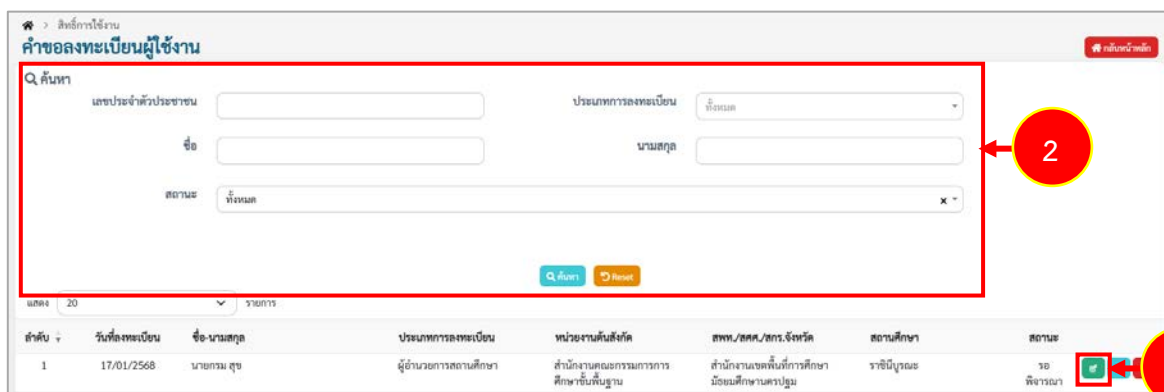 > สิทธิ์การใช้งาน
คำขอลงทะเบียนผู้ใช้งาน
กลับหน้าหลัก
ค้นหา
เลขประจำตัวประชาชน
ประเภทการลงทะเบียน
ทั้งหมด
ชื่อ
นามสกุล
2
สถานะ
ทั้งหมด
x
ค้นหา
Reset
แสดง 20 รายการ
ลำดับ วันที่ลงทะเบียน ชื่อ-นามสกุล ประเภทการลงทะเบียน หน่วยงานต้นสังกัด สพท./สศศ./สกร.จังหวัด สถานศึกษา สถานะ
1 17/01/2568 นายกรม สุข ผู้อำนวยการสถานศึกษา สำนักงานคณะกรรมการการ สำนักงานเขตพื้นที่การศึกษา ราชินีบูรณะ รอ
ศึกษาขั้นพื้นฐาน มัธยมศึกษานครปฐม พิจารณา